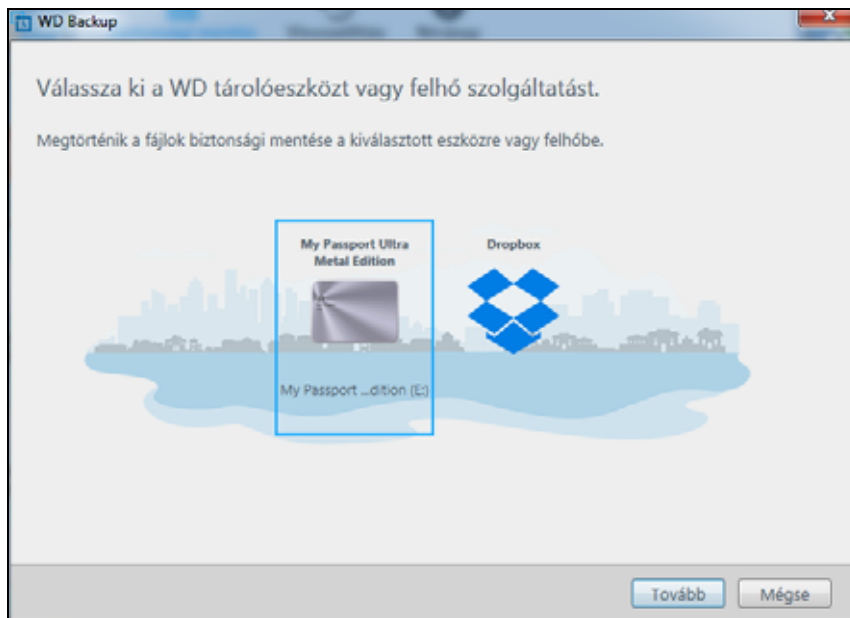 WD Backup
Válassza ki a WD tárolóeszközt vagy felhő szolgáltatást.
Megtörténik a fájlok biztonsági mentése a kiválasztott eszközre vagy felhőbe.
My Passport Ultra
Metal Edition
Dropbox
My Passport ...dition (E:)
Tovább
Mégse